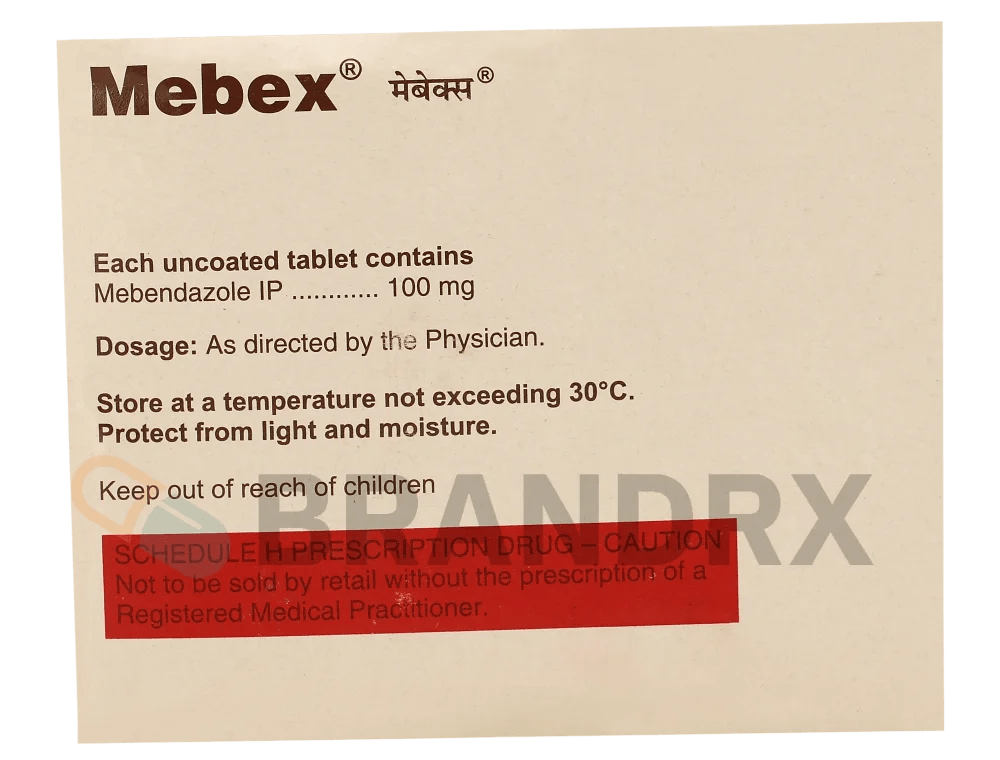 Mebex® मेबेक्स®
Each uncoated tablet contains
Mebendazole IP ............ 100 mg
Dosage: As directed by the Physician.
Store at a temperature not exceeding 30°C.
Protect from light and moisture.
Keep out of reach of children
BRANDRX
SCHEDULE H PRESCRIPTION DRUG – CAUTION
Not to be sold by retail without the prescription of a
Registered Medical Practitioner.